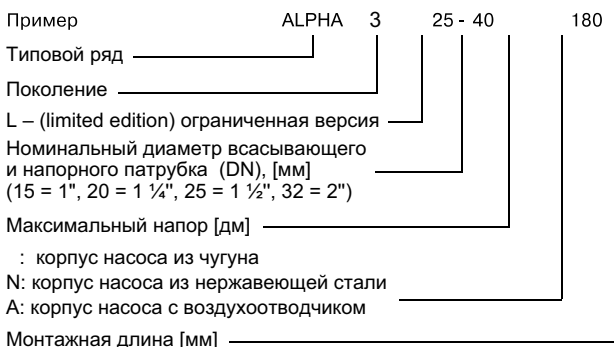 Пример ALPHA 3 25 - 40 180
Типовой ряд
Поколение
L – (limited edition) ограниченная версия
Номинальный диаметр всасывающего
и напорного патрубка (DN), [мм]
(15 = 1", 20 = 1 ¼", 25 = 1 ½", 32 = 2")
Максимальный напор [дм]
: корпус насоса из чугуна
N: корпус насоса из нержавеющей стали
A: корпус насоса с воздухоотводчиком
Монтажная длина [мм]